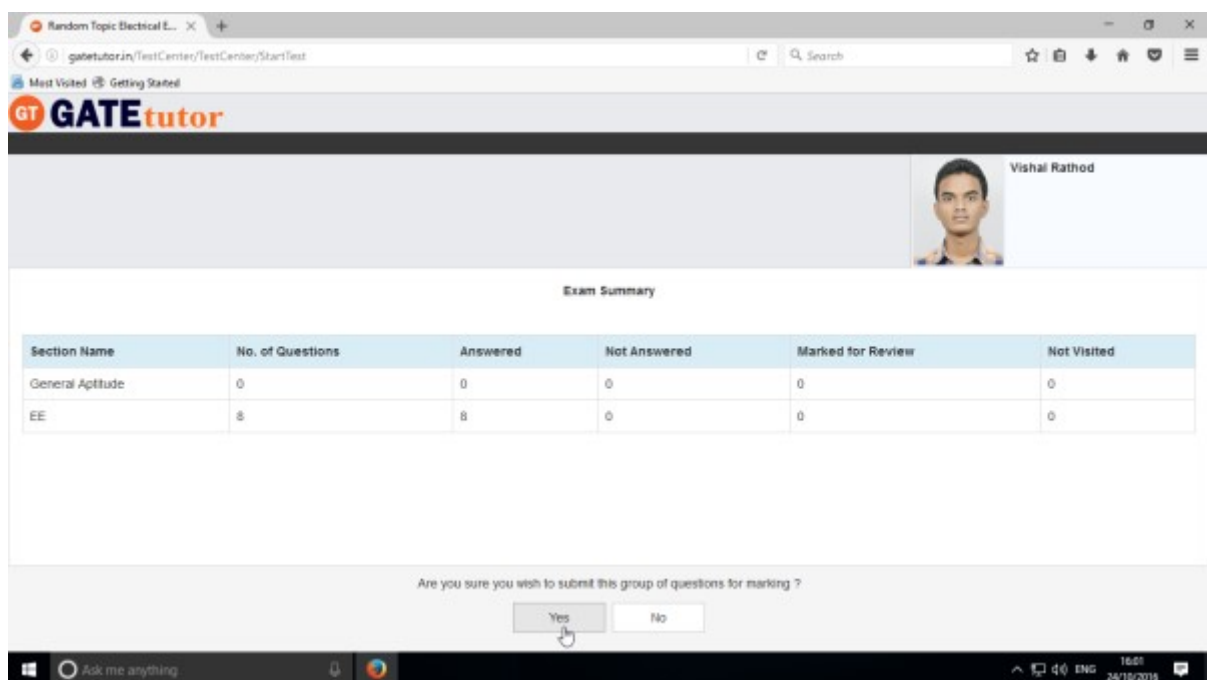 Random Topic Electrical E...
gatetutor.in/TestCenter/TestCenter/StartTest
Search
Most Visited Getting Started
GT GATEtutor
Vishal Rathod
Exam Summary
Section Name No. of Questions Answered Not Answered Marked for Review Not Visited
General Aptitude 0 0 0 0 0
EE 8 8 0 0 0
Are you sure you wish to submit this group of questions for marking ?
Yes No
Ask me anything ENG 16:01
24/10/2016